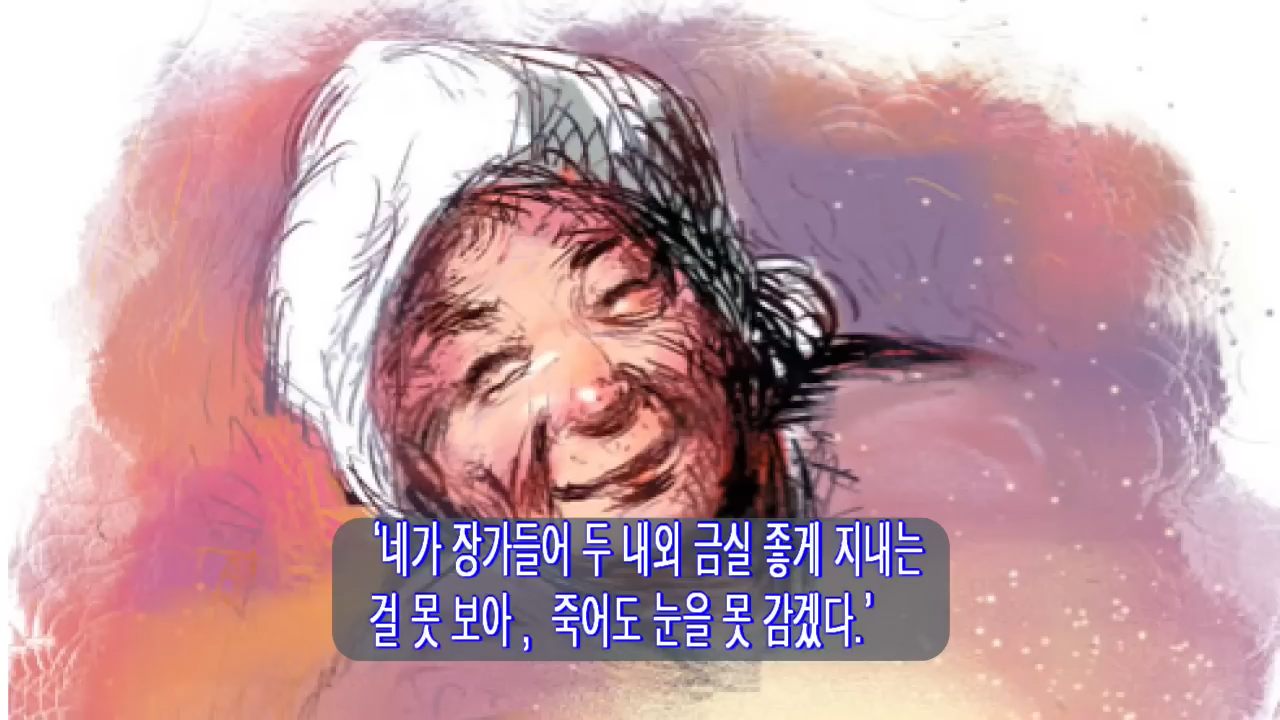 ‘네가 장가들어 두 내외 금실 좋게 지내는
걸 못 보아 , 죽어도 눈을 못 감겠다.’